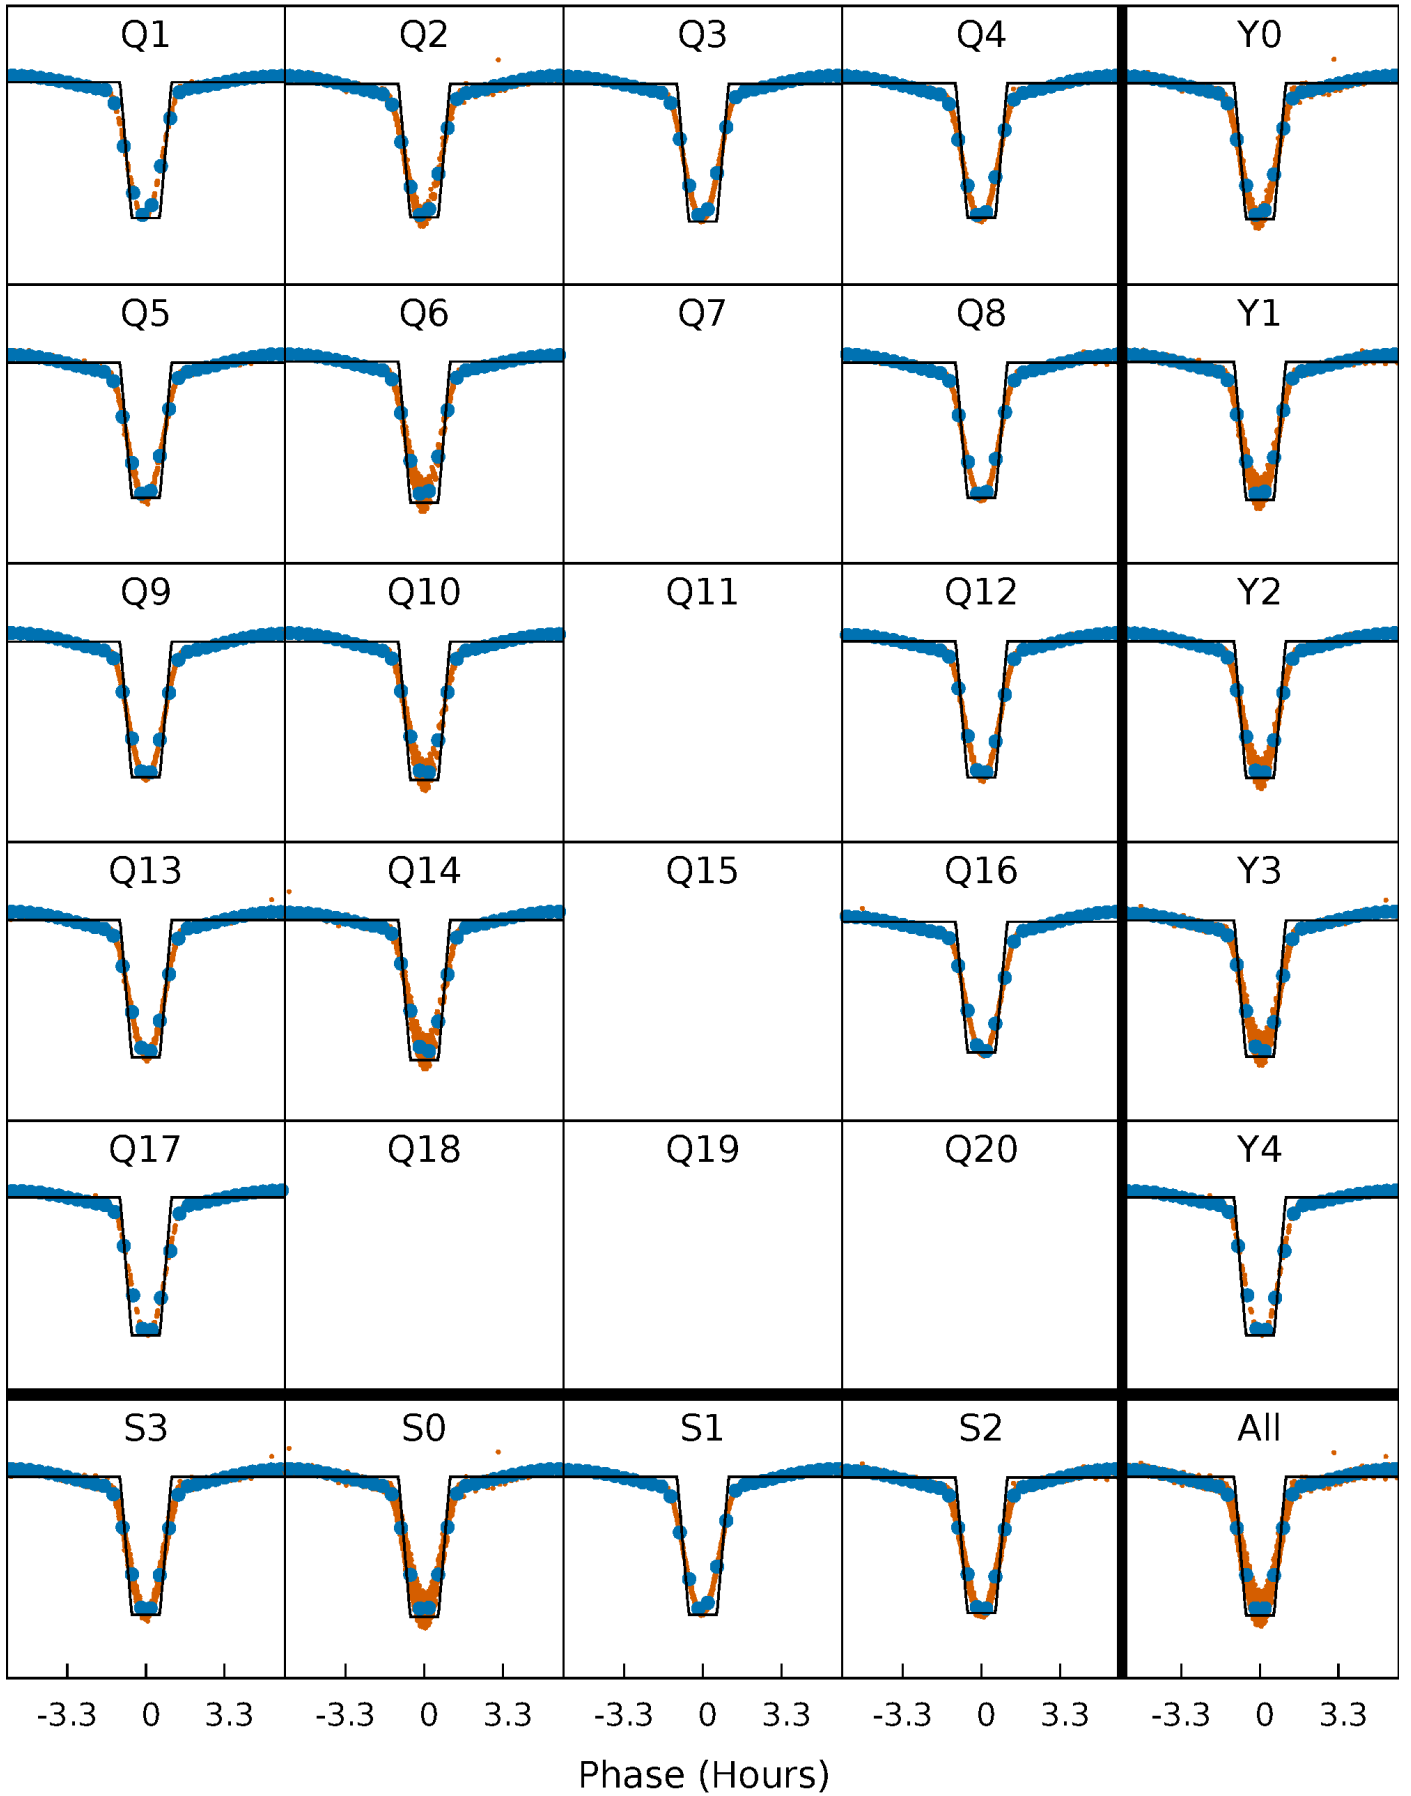 Q1 Q2 Q3 Q4 Y0
Q5 Q6 Q7 Q8 Y1
Q9 Q10 Q11 Q12 Y2
Q13 Q14 Q15 Q16 Y3
Q17 Q18 Q19 Q20 Y4
S3 S0 S1 S2 All
-3.3 0 3.3 -3.3 0 3.3 -3.3 0 3.3 -3.3 0 3.3 -3.3 0 3.3
Phase (Hours)